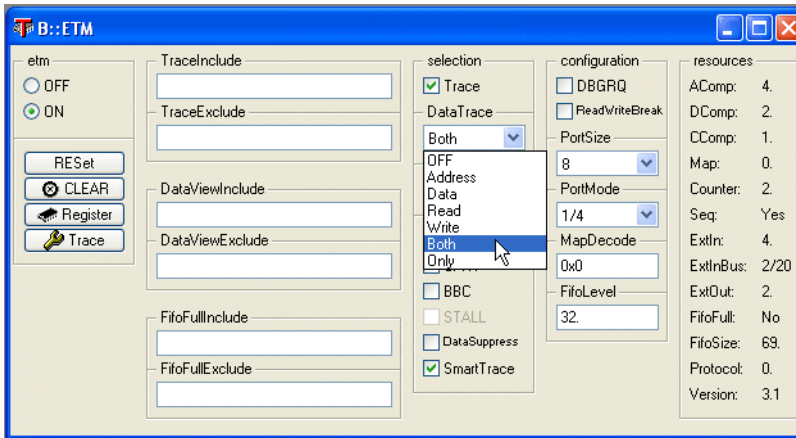 B::ETM
etm
OFF
ON
RESet
CLEAR
Register
Trace
TraceInclude
TraceExclude
DataViewInclude
DataViewExclude
FifoFullInclude
FifoFullExclude
selection
Trace
DataTrace
Both
OFF
Address
Data
Read
Write
Both
Only
BBC
STALL
DataSuppress
SmartTrace
configuration
DBGRQ
ReadWriteBreak
PortSize
8
PortMode
1/4
MapDecode
0x0
FifoLevel
32.
resources
AComp: 4.
DComp: 2.
CComp: 1.
Map: 0.
Counter: 2.
Seq: Yes
ExtIn: 4.
ExtInBus: 2/20
ExtOut: 2.
FifoFull: No
FifoSize: 69.
Protocol: 0.
Version: 3.1